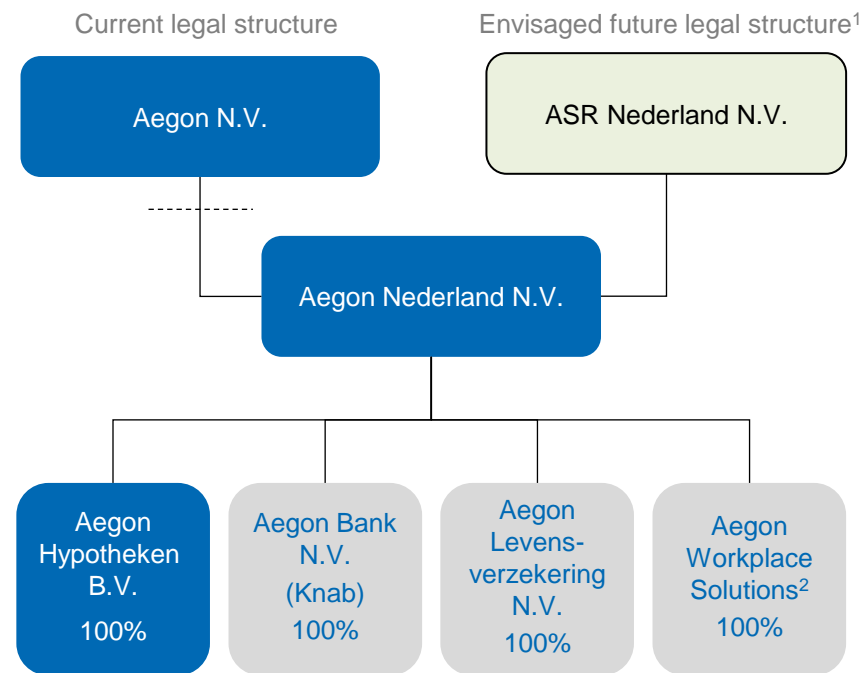 Current legal structure
Envisaged future legal structure1
Aegon N.V.
ASR Nederland N.V.
Aegon Nederland N.V.
Aegon
Hypotheken
B.V.
100%
Aegon Bank
N.V.
(Knab)
100%
Aegon
Levens-
verzekering
N.V.
100%
Aegon
Workplace
Solutions2
100%